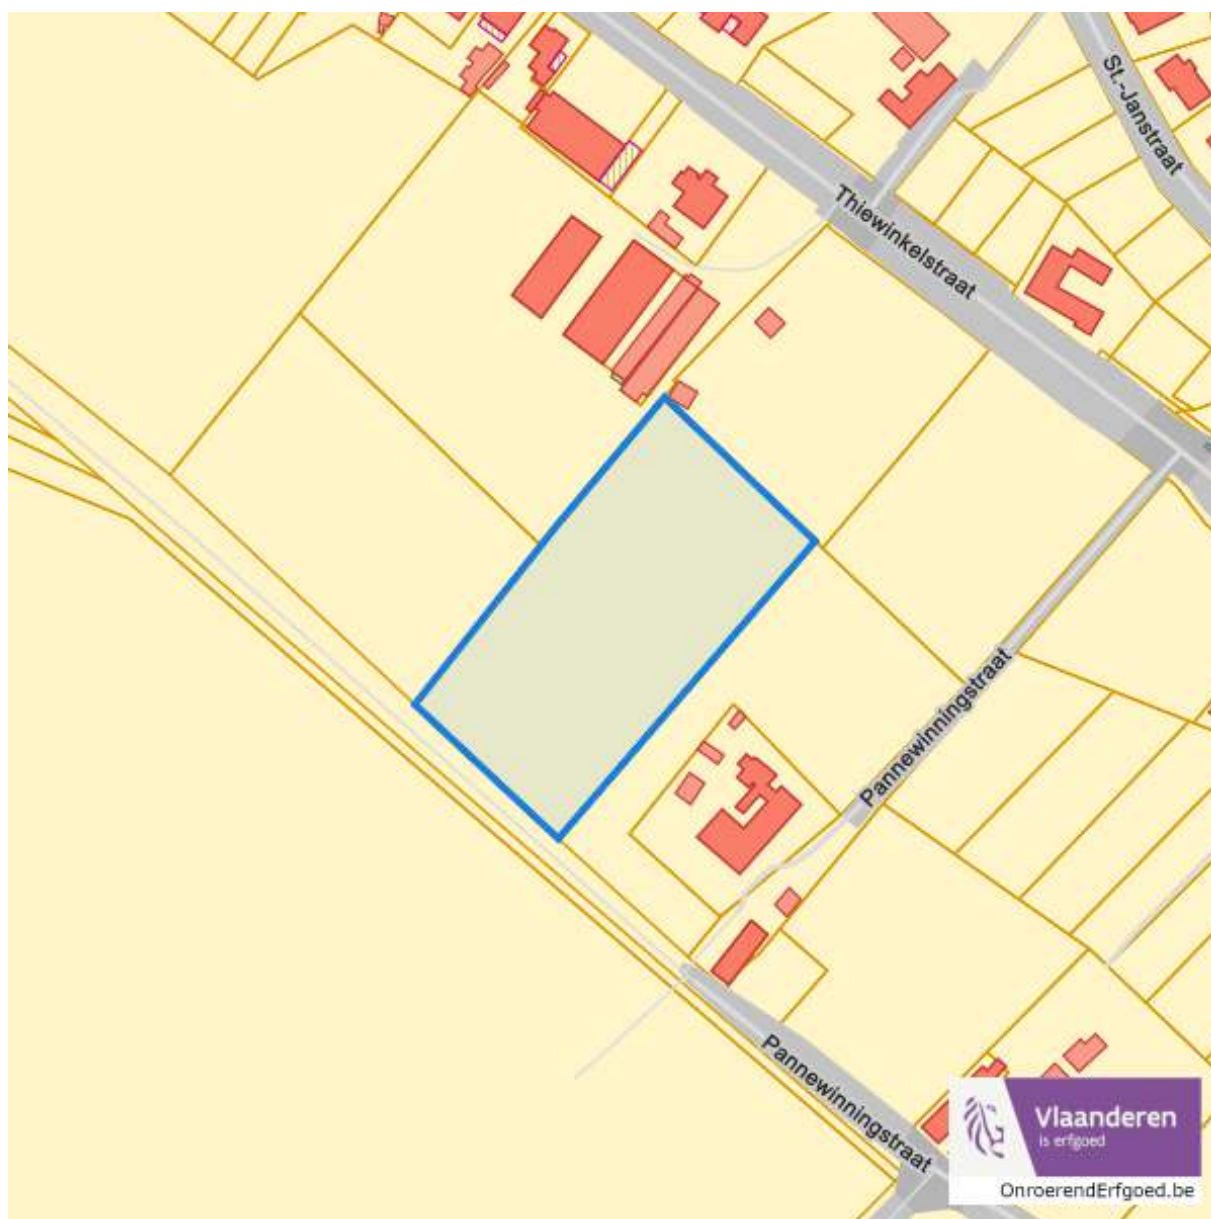 St.-Janstraat
Thiewinkelstraat
Pannewinningstraat
Pannewinningstraat
Vlaanderen
is erfgoed
OnroerendErfgoed.be